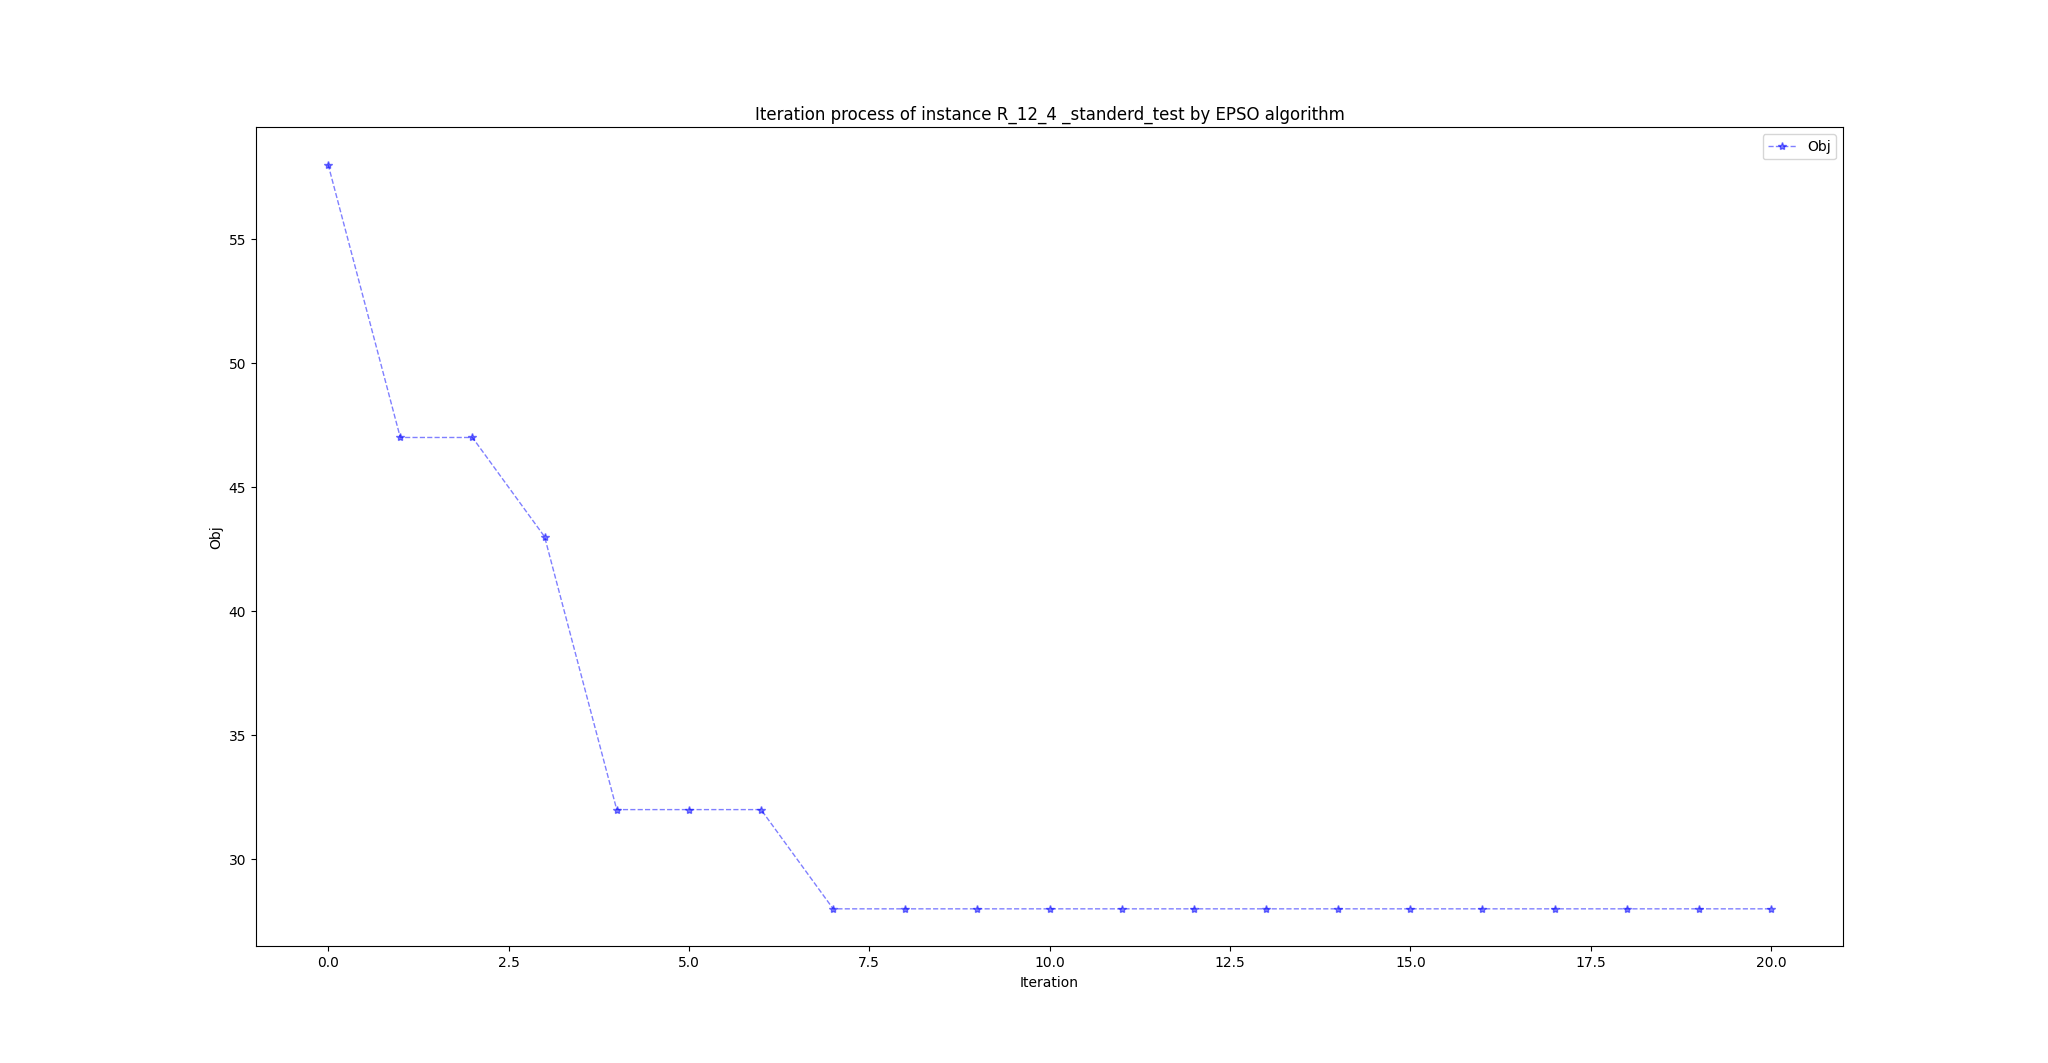 Iteration process of instance R_12_4 _standerd_test by EPSO algorithm
Obj
55
50
45
40
35
30
Obj
0.0 2.5 5.0 7.5 10.0 12.5 15.0 17.5 20.0
Iteration